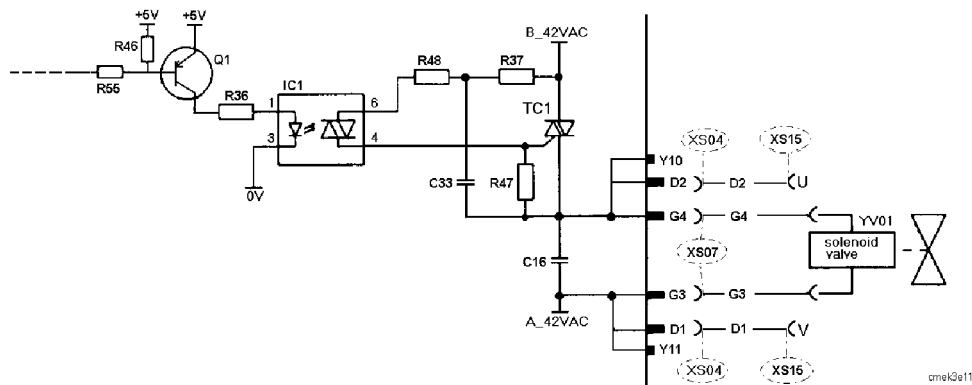 +5V
+5V
R46
Q1
R55
R36
IC1
1
3
6
4
0V
R48
R37
B_42VAC
TC1
C33
R47
C16
A_42VAC
Y10
D2
D2
U
XS04
XS15
G4
G4
YV01
XS07
solenoid
valve
G3
G3
D1
D1
V
Y11
XS04
XS15
cmek3e11